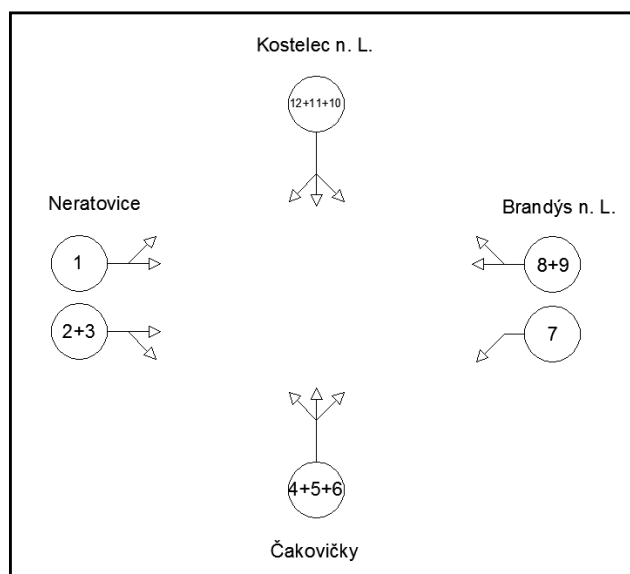 Kostelec n. L.
12+11+10
Neratovice
Brandýs n. L.
1
8+9
2+3
7
4+5+6
Čakovičky